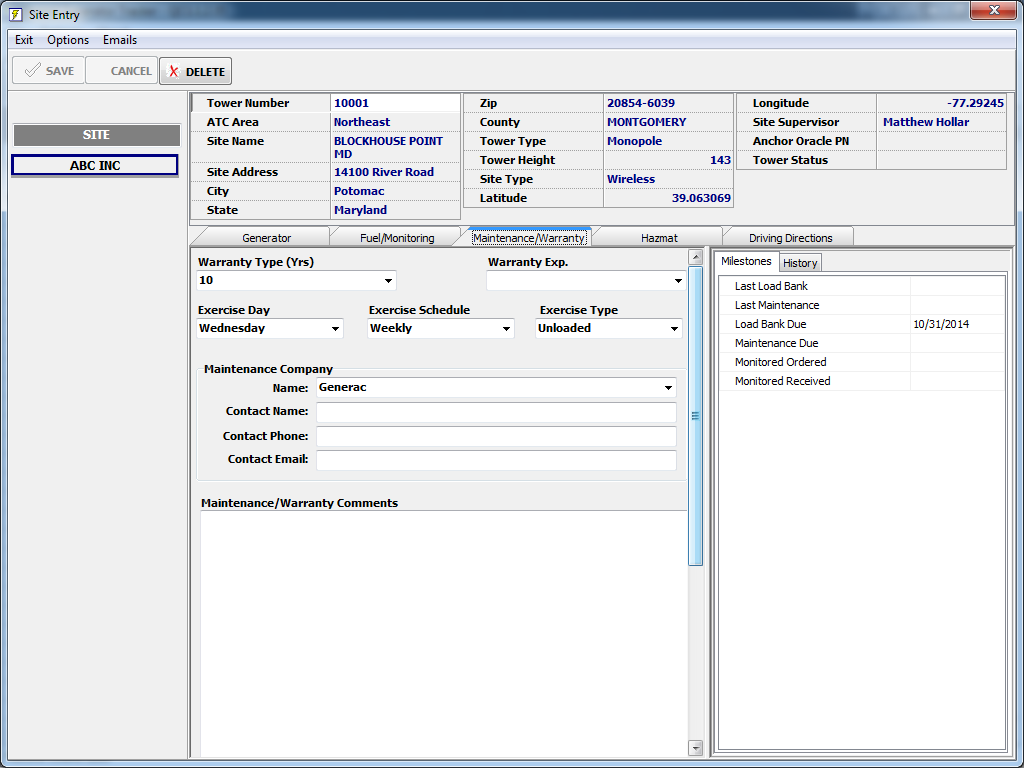 Site Entry
Exit Options Emails
SAVE CANCEL DELETE
SITE
ABC INC
Tower Number 10001
ATC Area Northeast
Site Name BLOCKHOUSE POINT
MD
Site Address 14100 River Road
City Potomac
State Maryland
Zip 20854-6039
County MONTGOMERY
Tower Type Monopole
Tower Height 143
Site Type Wireless
Latitude 39.063069
Longitude -77.29245
Site Supervisor Matthew Hollar
Anchor Oracle PN
Tower Status
Generator Fuel/Monitoring Maintenance/Warranty Hazmat Driving Directions
Warranty Type (Yrs) Warranty Exp.
10
Exercise Day Exercise Schedule Exercise Type
Wednesday Weekly Unloaded
Maintenance Company
Name: Generac
Contact Name:
Contact Phone:
Contact Email:
Maintenance/Warranty Comments
Milestones History
Last Load Bank
Last Maintenance
Load Bank Due 10/31/2014
Maintenance Due
Monitored Ordered
Monitored Received